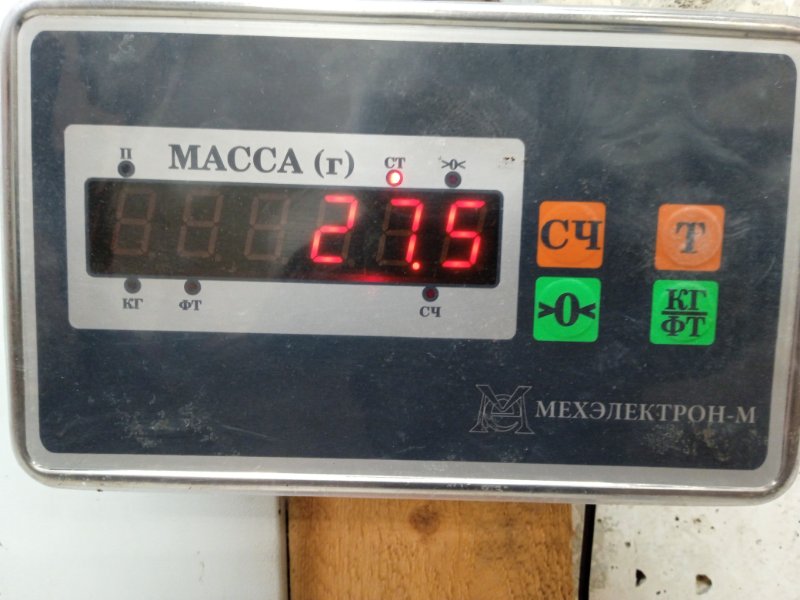 П МАССА (г) СТ >0<
27.5
КГ ФТ СЧ
СЧ Т
>0< КГ/ФТ
МЕХЭЛЕКТРОН-М